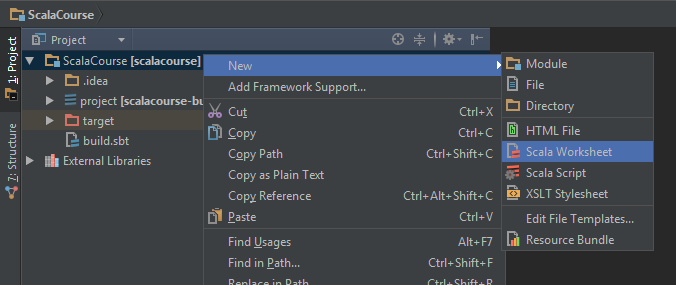 ScalaCourse
1: Project
7: Structure
Project
ScalaCourse [scalacourse]
.idea
project [scalacourse-bu
target
build.sbt
External Libraries
New
Add Framework Support...
Cut Ctrl+X
Copy Ctrl+C
Copy Path Ctrl+Shift+C
Copy as Plain Text
Copy Reference Ctrl+Alt+Shift+C
Paste Ctrl+V
Find Usages Alt+F7
Find in Path... Ctrl+Shift+F
Replace in Path... Ctrl+Shift+R
Module
File
Directory
HTML File
Scala Worksheet
Scala Script
XSLT Stylesheet
Edit File Templates...
Resource Bundle